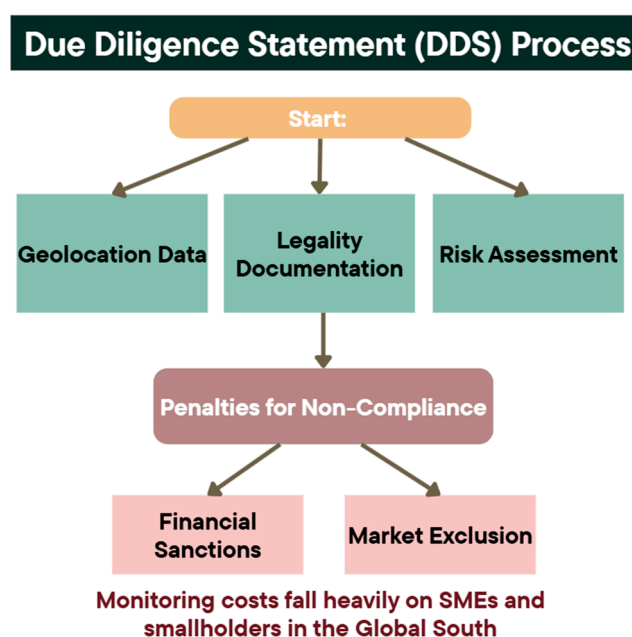 Due Diligence Statement (DDS) Process
Start:
Geolocation Data
Legality
Documentation
Risk Assessment
Penalties for Non-Compliance
Financial
Sanctions
Market Exclusion
Monitoring costs fall heavily on SMEs and
smallholders in the Global South